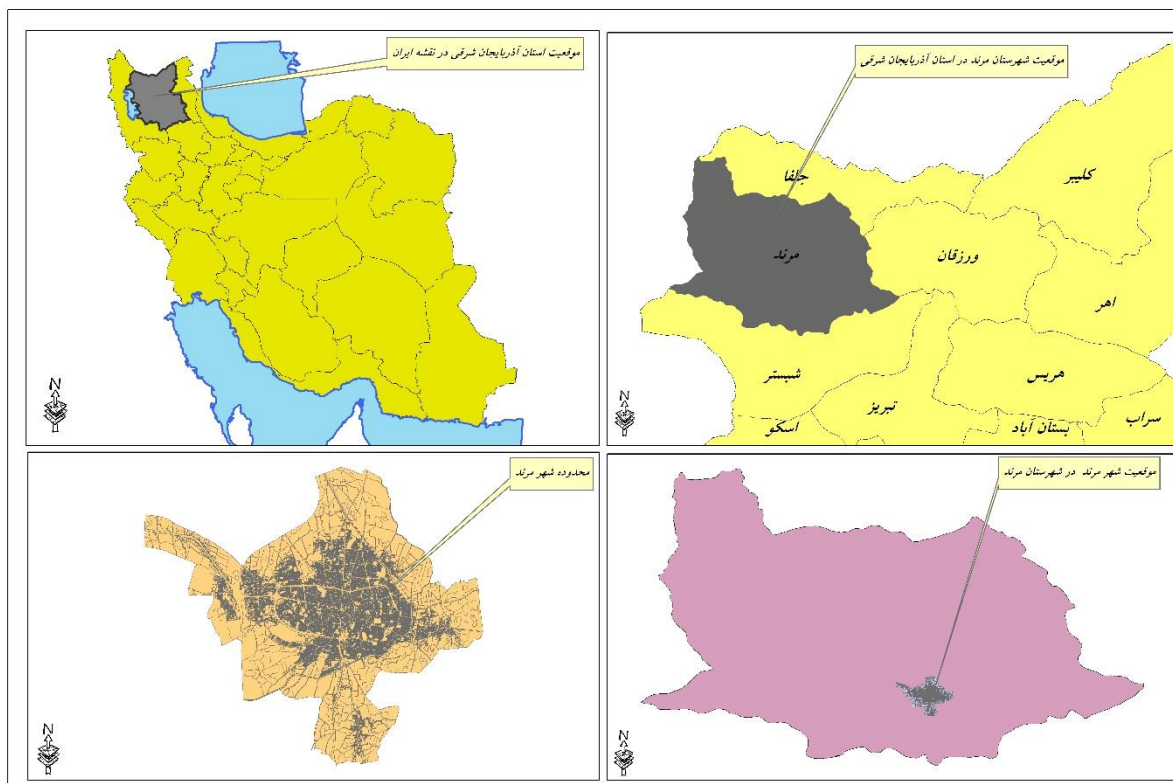 موقعیت استان آذربایجان شرقی در نقشه ایران
N
موقعیت شهرستان مرند در استان آذربایجان شرقی
جلفا
کلیبر
مرند
ورزقان
اهر
شبستر
هریس
تبریز
سراب
اسکو
بستان آباد
N
محدوده شهر مرند
N
موقعیت شهر مرند در شهرستان مرند
N